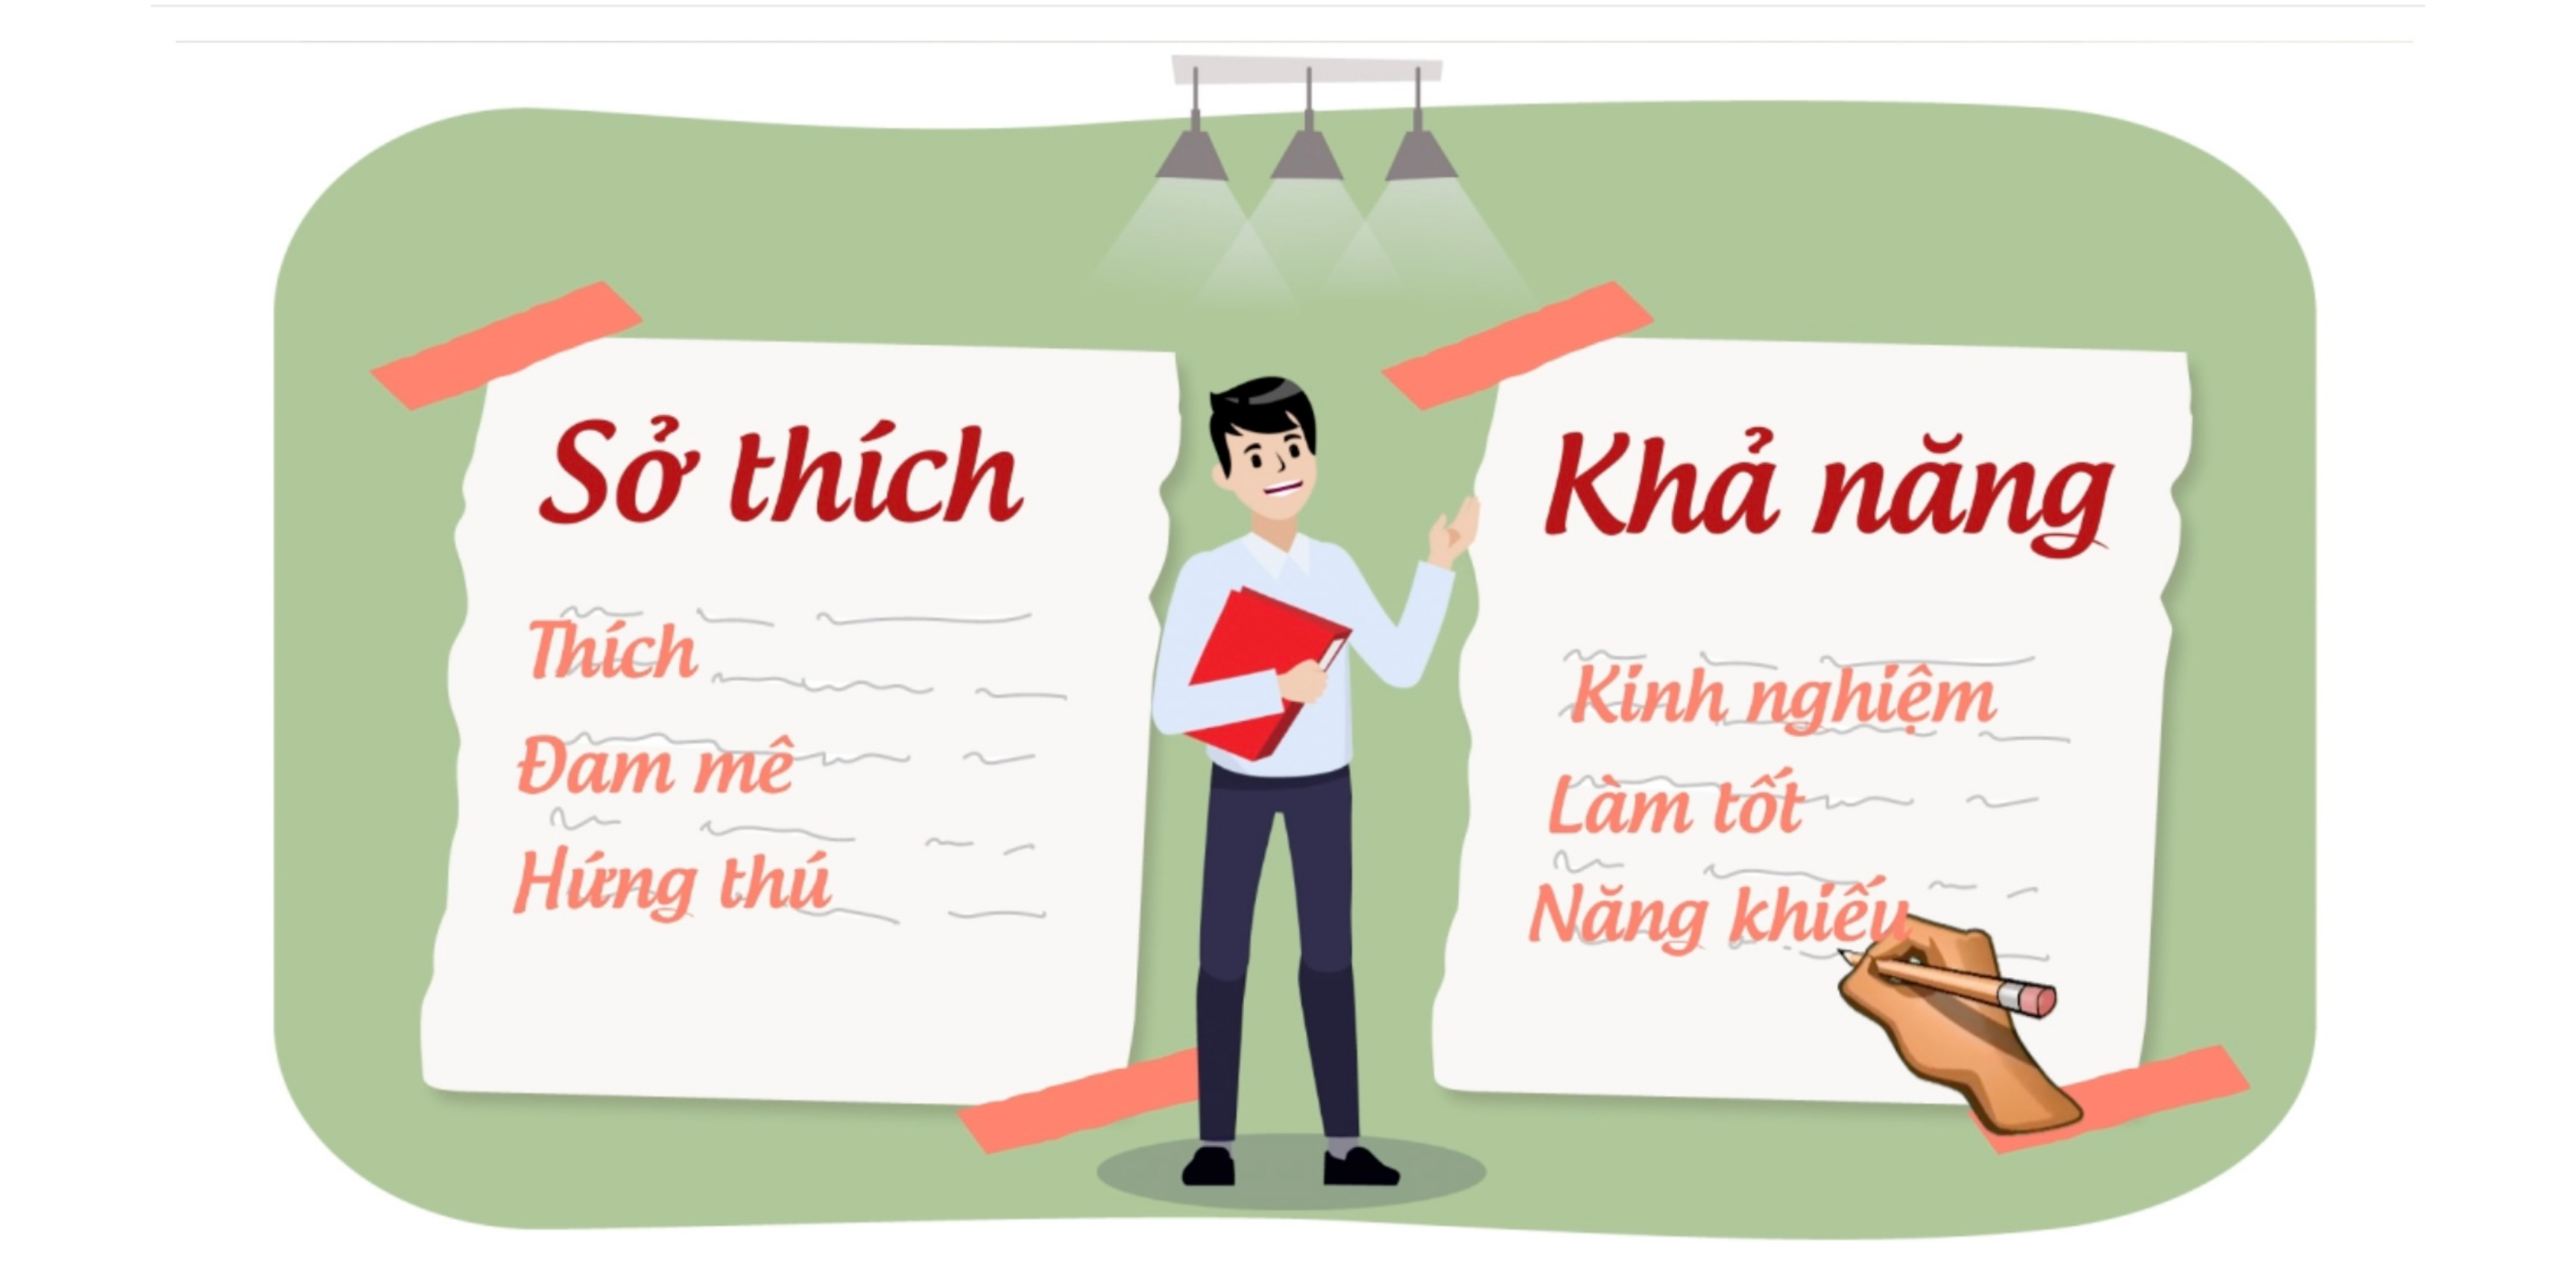 Sở thích
Thích
Đam mê
Hứng thú
Khả năng
Kinh nghiệm
Làm tốt
Năng khiếu